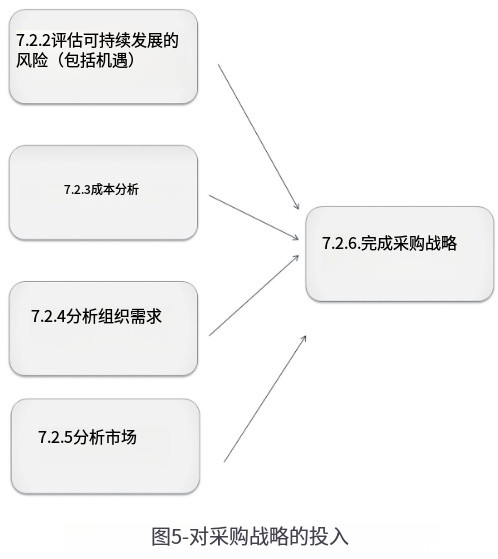 7.2.2评估可持续发展的
风险（包括机遇）
7.2.3成本分析
7.2.6.完成采购战略
7.2.4分析组织需求
7.2.5分析市场
图5-对采购战略的投入